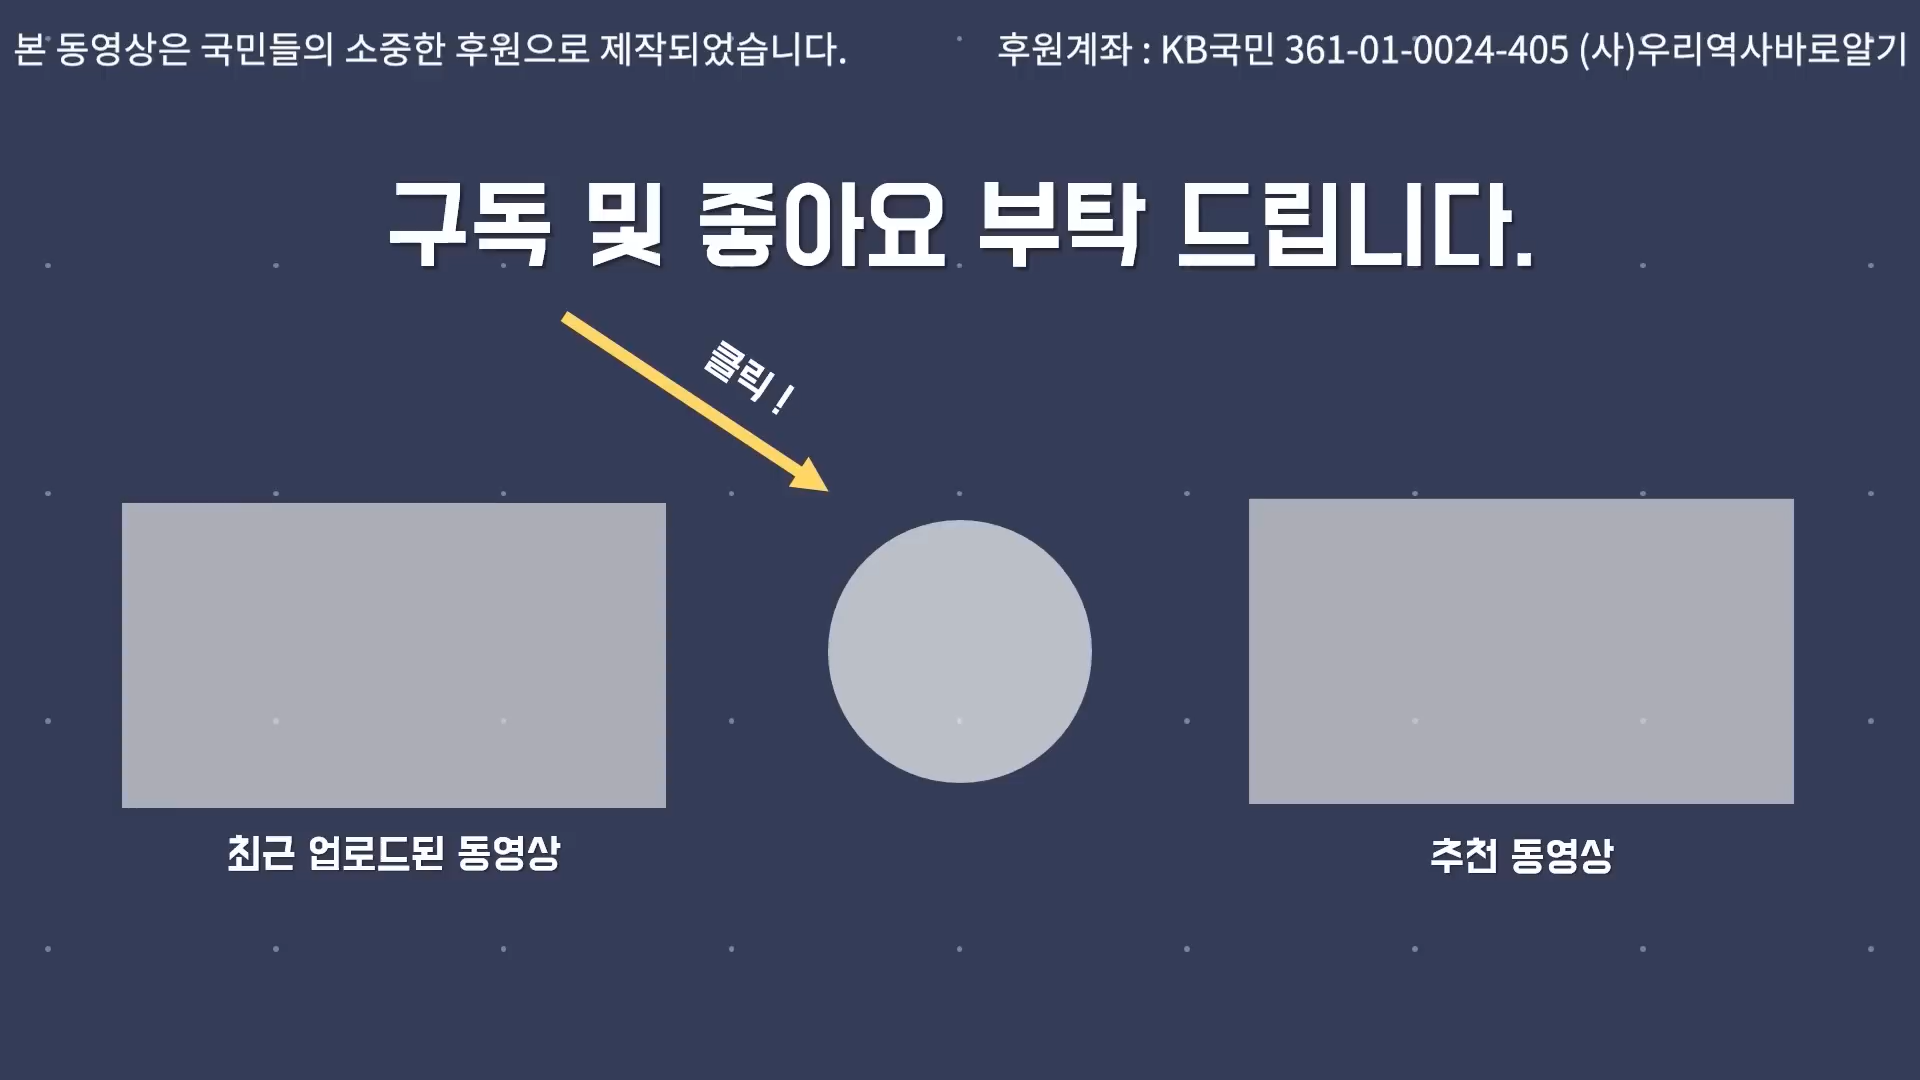 본 동영상은 국민들의 소중한 후원으로 제작되었습니다.
후원계좌 : KB국민 361-01-0024-405 (사)우리역사바로알기
구독 및 좋아요 부탁 드립니다.
클릭 !
최근 업로드된 동영상
추천 동영상